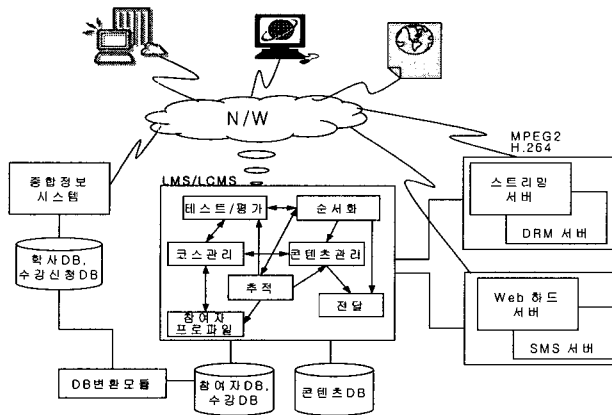 N/W
MPEG2
H.264
종합정보
시스템
LMS/LCMS
스트리밍
서버
DRM 서버
테스트/평가
순서화
코스관리
콘텐츠관리
추적
전달
참여자
프로파일
학사DB,
수강신청DB
Web 하드
서버
SMS 서버
DB변환모듈
참여자DB,
수강DB
콘텐츠DB